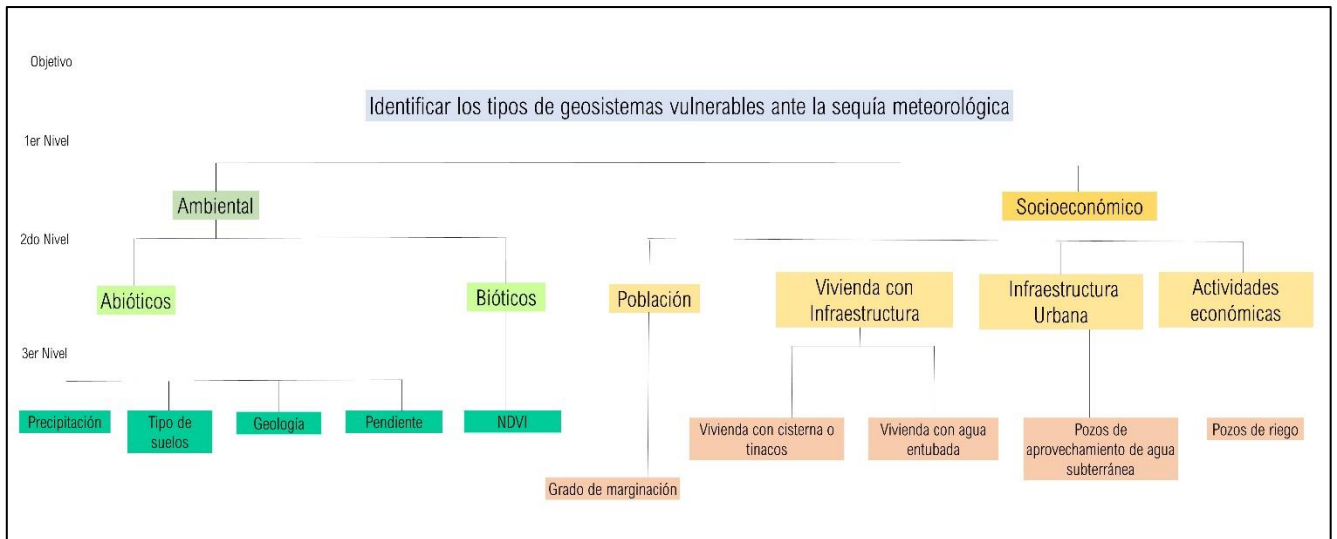 Objetivo
Identificar los tipos de geosistemas vulnerables ante la sequía meteorológica
1er Nivel
Ambiental
Socioeconómico
2do Nivel
Abióticos
Bióticos
Población
Vivienda con
Infraestructura
Infraestructura
Urbana
Actividades
económicas
3er Nivel
Precipitación
Tipo de
suelos
Geología
Pendiente
NDVI
Grado de marginación
Vivienda con cisterna o
tinacos
Vivienda con agua
entubada
Pozos de
aprovechamiento de agua
subterránea
Pozos de riego